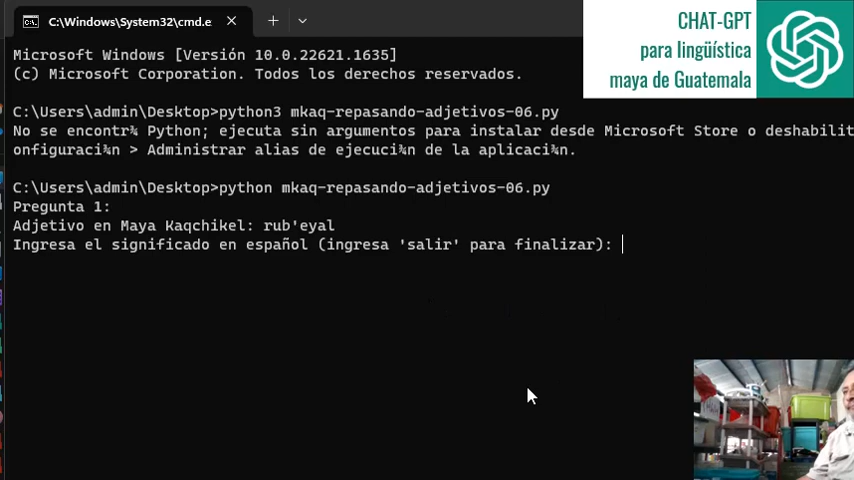 C:\Windows\System32\cmd.e
CHAT-GPT
para lingüística
maya de Guatemala
Microsoft Windows [Versión 10.0.22621.1635]
(c) Microsoft Corporation. Todos los derechos reservados.
C:\Users\admin\Desktop>python3 mkaq-repasando-adjetivos-06.py
No se encontr¾ Python; ejecuta sin argumentos para instalar desde Microsoft Store o deshabilit
onfiguraci¾n > Administrar alias de ejecuci¾n de la aplicaci¾n.
C:\Users\admin\Desktop>python mkaq-repasando-adjetivos-06.py
Pregunta 1:
Adjetivo en Maya Kaqchikel: rub'eyal
Ingresa el significado en español (ingresa 'salir' para finalizar):